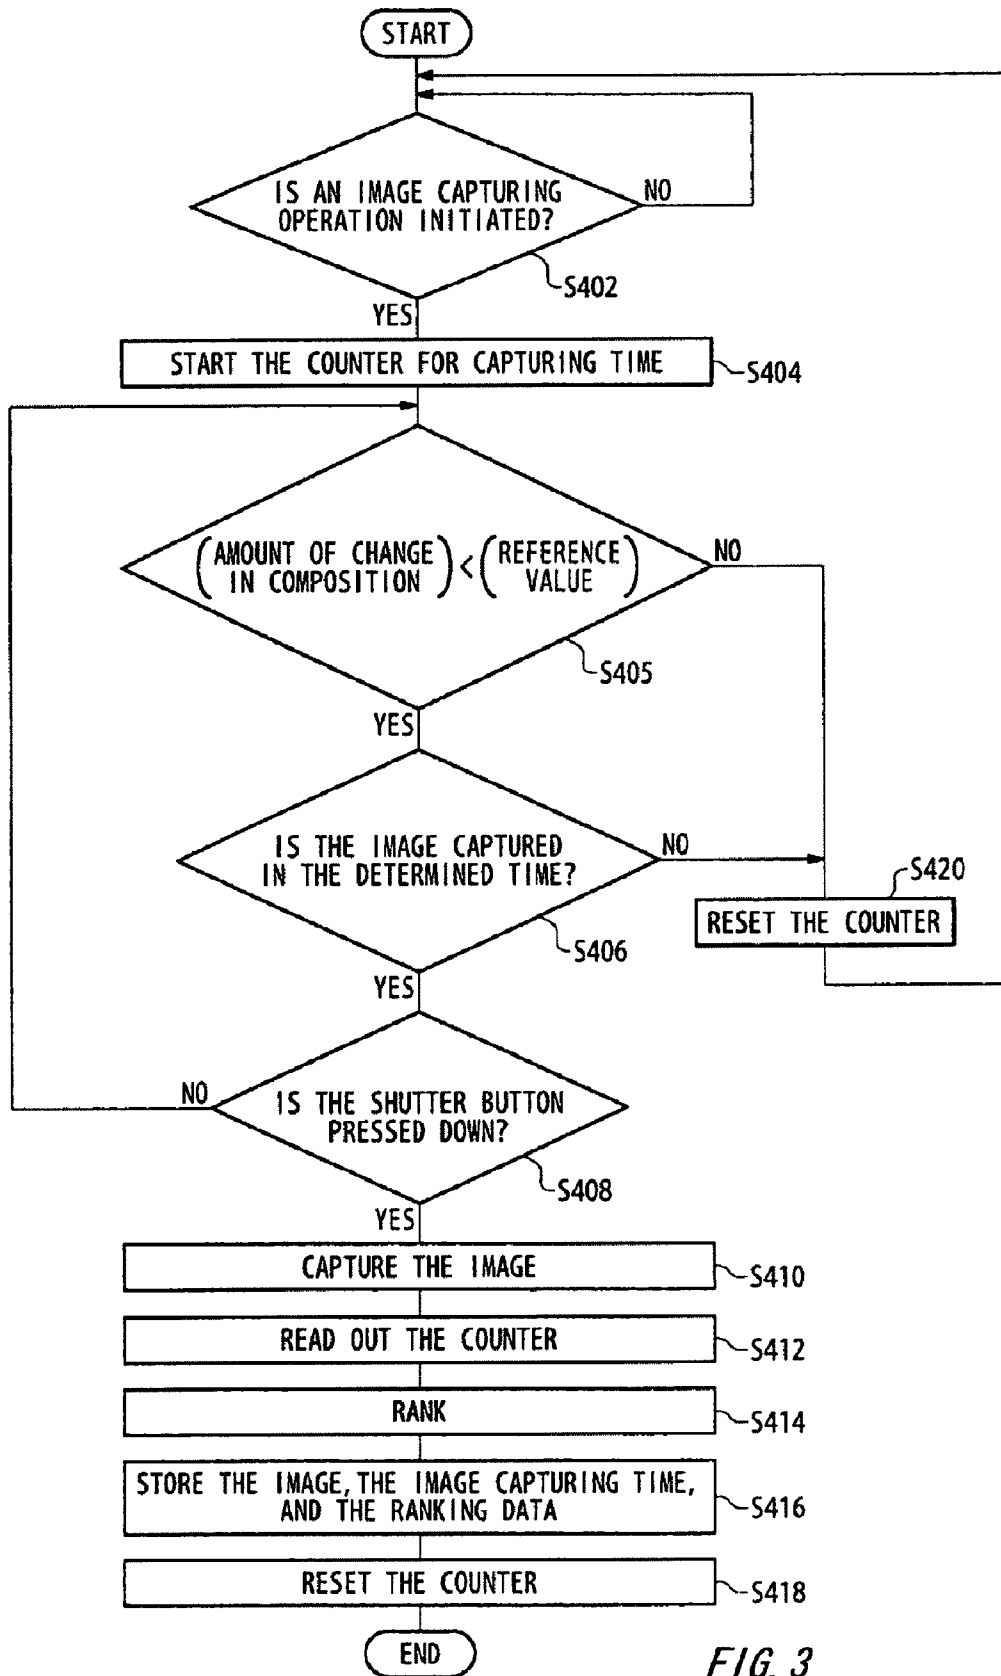 START
IS AN IMAGE CAPTURING
OPERATION INITIATED?
NO
S402
YES
START THE COUNTER FOR CAPTURING TIME
S404
(AMOUNT OF CHANGE
IN COMPOSITION) < (REFERENCE
VALUE)
NO
S405
YES
IS THE IMAGE CAPTURED
IN THE DETERMINED TIME?
NO
S420
RESET THE COUNTER
S406
YES
NO
IS THE SHUTTER BUTTON
PRESSED DOWN?
S408
YES
CAPTURE THE IMAGE
S410
READ OUT THE COUNTER
S412
RANK
S414
STORE THE IMAGE, THE IMAGE CAPTURING TIME,
AND THE RANKING DATA
S416
RESET THE COUNTER
S418
END
FIG. 3